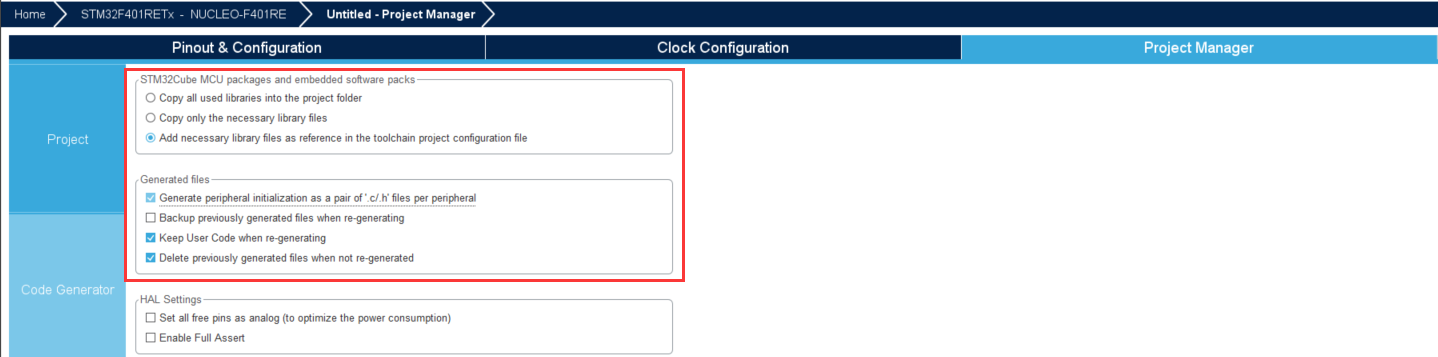 Home STM32F401RETx - NUCLEO-F401RE Untitled - Project Manager
Pinout & Configuration Clock Configuration Project Manager
Project
Code Generator
STM32Cube MCU packages and embedded software packs
Copy all used libraries into the project folder
Copy only the necessary library files
Add necessary library files as reference in the toolchain project configuration file
Generated files
Generate peripheral initialization as a pair of '.c/.h' files per peripheral
Backup previously generated files when re-generating
Keep User Code when re-generating
Delete previously generated files when not re-generated
HAL Settings
Set all free pins as analog (to optimize the power consumption)
Enable Full Assert